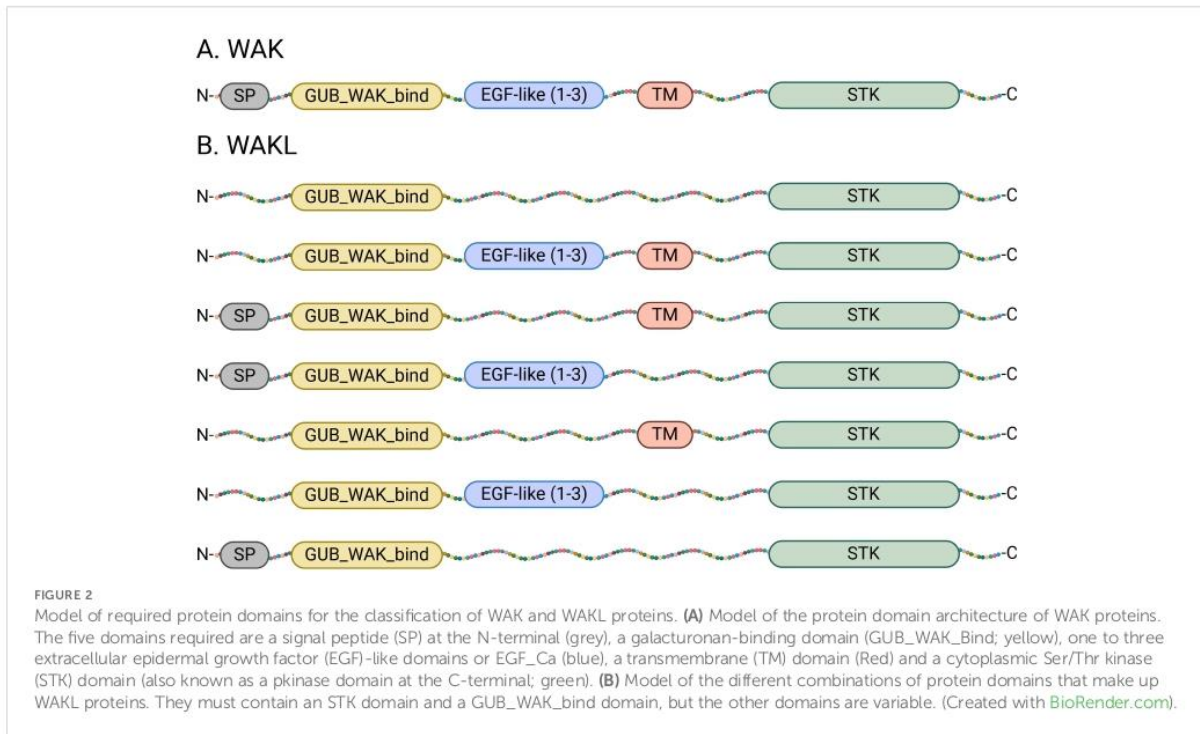 A. WAK
N- SP GUB_WAK_bind EGF-like (1-3) TM STK -C
B. WAKL
N- GUB_WAK_bind STK -C
N- GUB_WAK_bind EGF-like (1-3) TM STK -C
N- SP GUB_WAK_bind TM STK -C
N- SP GUB_WAK_bind EGF-like (1-3) STK -C
N- GUB_WAK_bind TM STK -C
N- GUB_WAK_bind EGF-like (1-3) STK -C
N- SP GUB_WAK_bind STK -C
FIGURE 2
Model of required protein domains for the classification of WAK and WAKL proteins. (A) Model of the protein domain architecture of WAK proteins.
The five domains required are a signal peptide (SP) at the N-terminal (grey), a galacturonan-binding domain (GUB_WAK_Bind; yellow), one to three
extracellular epidermal growth factor (EGF)-like domains or EGF_Ca (blue), a transmembrane (TM) domain (Red) and a cytoplasmic Ser/Thr kinase
(STK) domain (also known as a pkinase domain at the C-terminal; green). (B) Model of the different combinations of protein domains that make up
WAKL proteins. They must contain an STK domain and a GUB_WAK_bind domain, but the other domains are variable. (Created with BioRender.com).